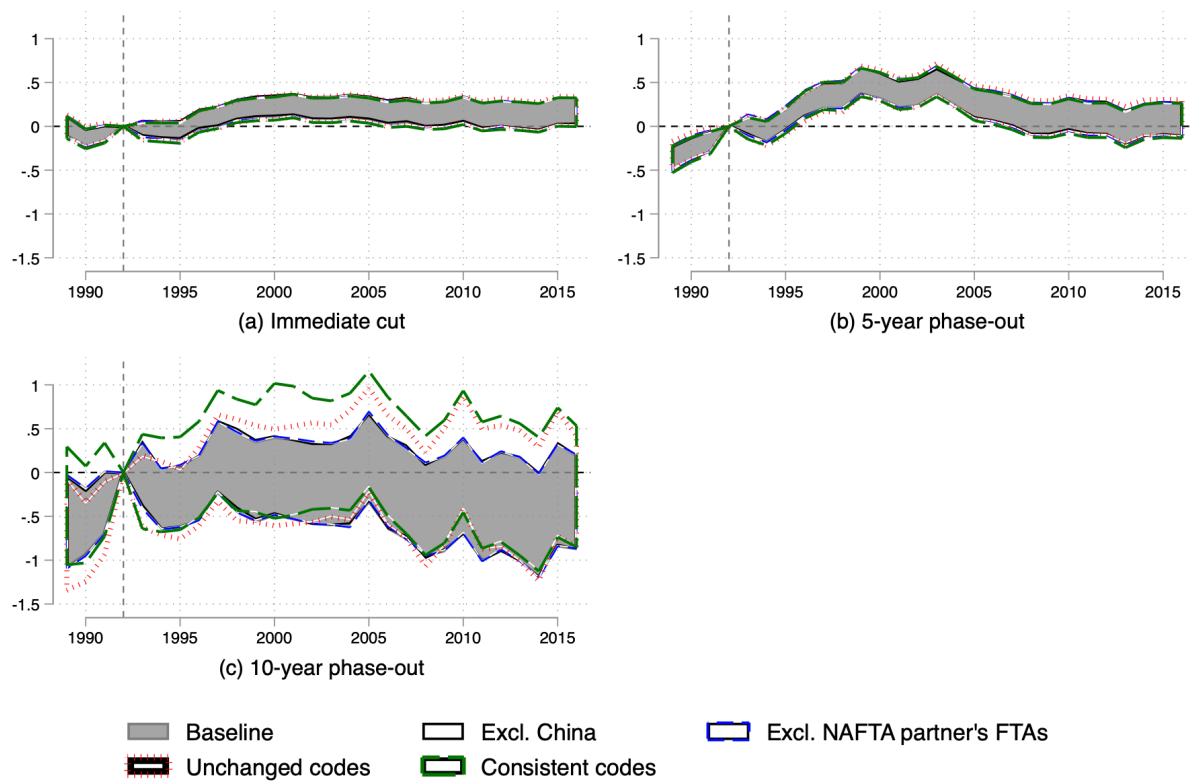 1
.5
0
-.5
-1
-1.5
1990 1995 2000 2005 2010 2015
(a) Immediate cut
1
.5
0
-.5
-1
-1.5
1990 1995 2000 2005 2010 2015
(b) 5-year phase-out
1
.5
0
-.5
-1
-1.5
1990 1995 2000 2005 2010 2015
(c) 10-year phase-out
Baseline Excl. China Excl. NAFTA partner's FTAs
Unchanged codes Consistent codes